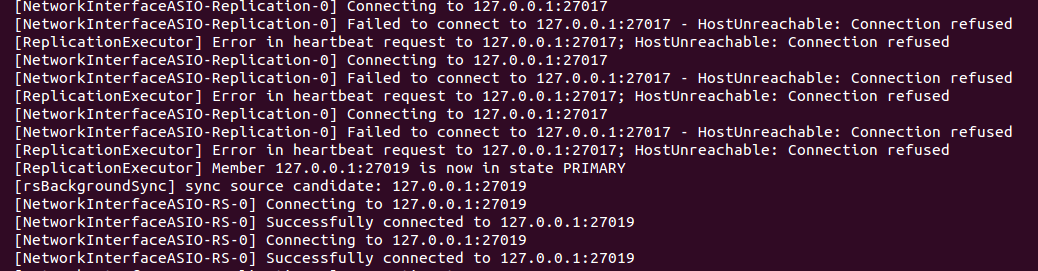 [NetworkInterfaceASIO-Replication-0] Connecting to 127.0.0.1:27017
[NetworkInterfaceASIO-Replication-0] Failed to connect to 127.0.0.1:27017 - HostUnreachable: Connection refused
[ReplicationExecutor] Error in heartbeat request to 127.0.0.1:27017; HostUnreachable: Connection refused
[NetworkInterfaceASIO-Replication-0] Connecting to 127.0.0.1:27017
[NetworkInterfaceASIO-Replication-0] Failed to connect to 127.0.0.1:27017 - HostUnreachable: Connection refused
[ReplicationExecutor] Error in heartbeat request to 127.0.0.1:27017; HostUnreachable: Connection refused
[NetworkInterfaceASIO-Replication-0] Connecting to 127.0.0.1:27017
[NetworkInterfaceASIO-Replication-0] Failed to connect to 127.0.0.1:27017 - HostUnreachable: Connection refused
[ReplicationExecutor] Error in heartbeat request to 127.0.0.1:27017; HostUnreachable: Connection refused
[ReplicationExecutor] Member 127.0.0.1:27019 is now in state PRIMARY
[rsBackgroundSync] sync source candidate: 127.0.0.1:27019
[NetworkInterfaceASIO-RS-0] Connecting to 127.0.0.1:27019
[NetworkInterfaceASIO-RS-0] Successfully connected to 127.0.0.1:27019
[NetworkInterfaceASIO-RS-0] Connecting to 127.0.0.1:27019
[NetworkInterfaceASIO-RS-0] Successfully connected to 127.0.0.1:27019